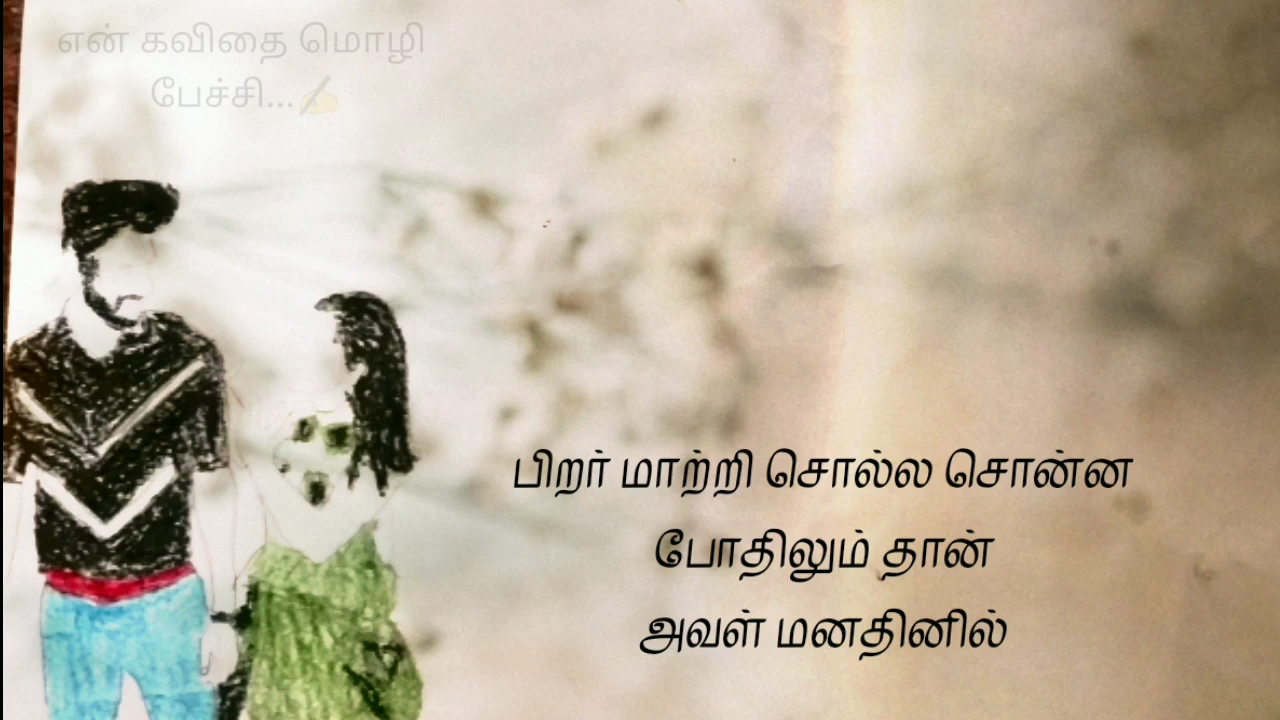 என் கவிதை மொழி
பேச்சி...✍
பிறர் மாற்றி சொல்ல சொன்ன
போதிலும் தான்
அவள் மனதினில்